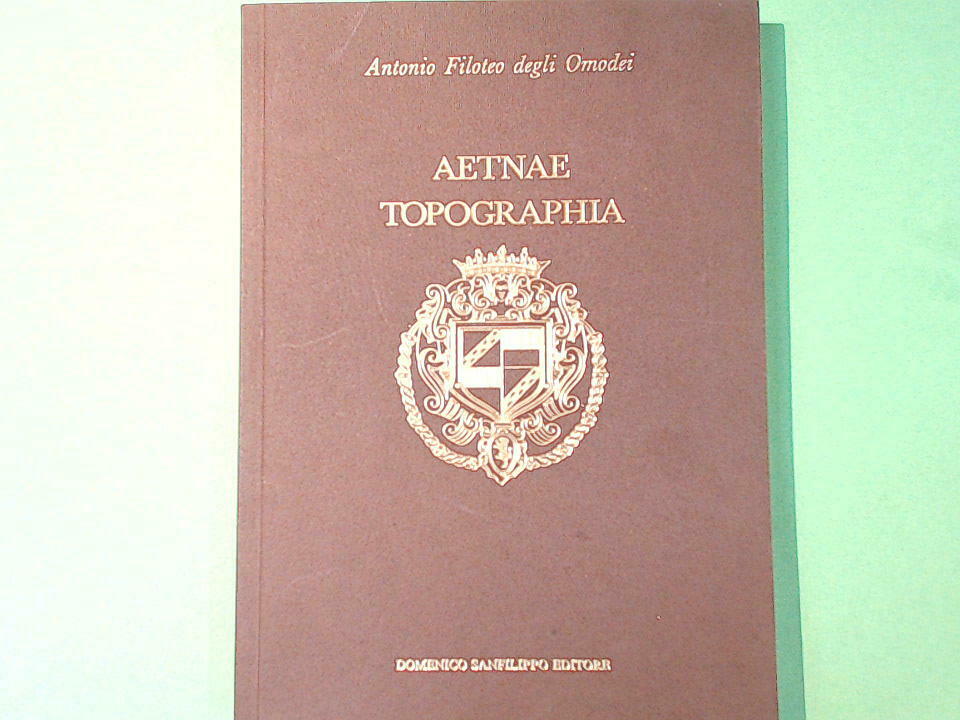 Antonio Filoteo degli Omodei
AETNAE
TOPOGRAPHIA
DOMENICO SANFILIPPO EDITORE